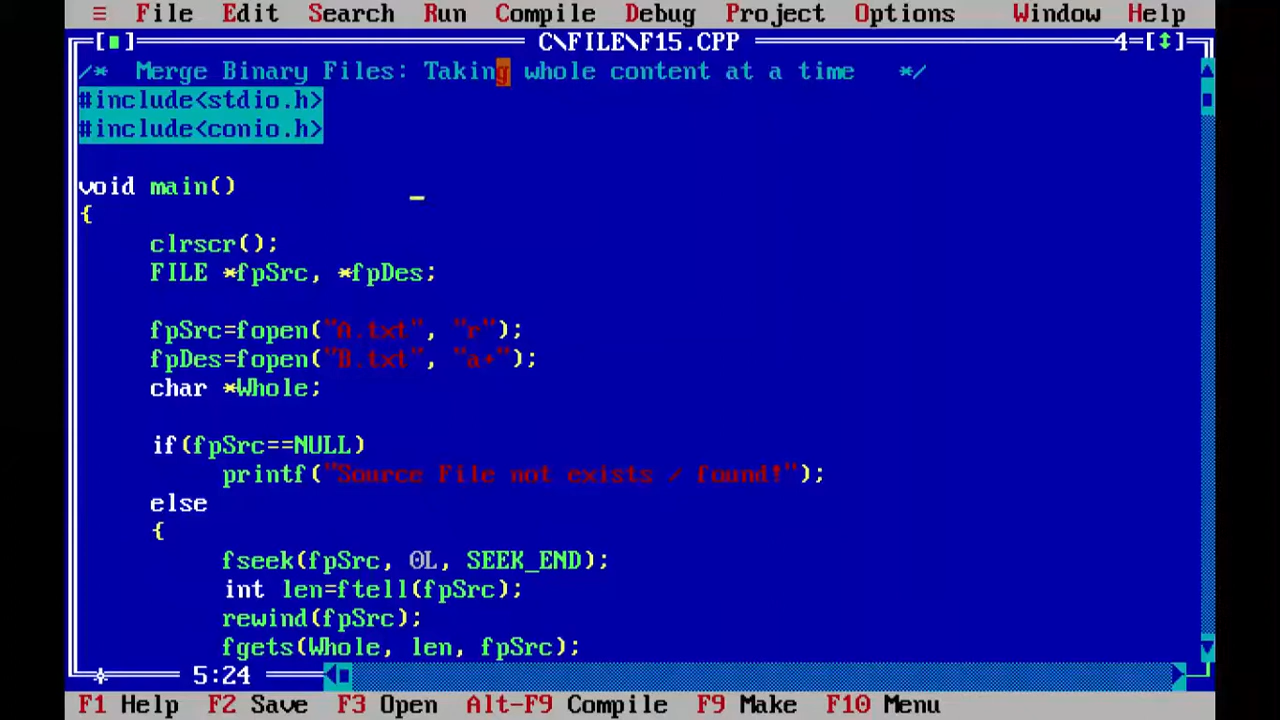 ≡ File Edit Search Run Compile Debug Project Options Window Help
[■] C\FILE\F15.CPP 4=[↕]
/* Merge Binary Files: Taking whole content at a time */
#include<stdio.h>
#include<conio.h>
void main()
{
clrscr();
FILE *fpSrc, *fpDes;
fpSrc=fopen("A.txt", "r");
fpDes=fopen("B.txt", "a+");
char *Whole;
if(fpSrc==NULL)
printf("Source File not exists / found!");
else
{
fseek(fpSrc, 0L, SEEK_END);
int len=ftell(fpSrc);
rewind(fpSrc);
fgets(Whole, len, fpSrc);
5:24
F1 Help F2 Save F3 Open Alt-F9 Compile F9 Make F10 Menu